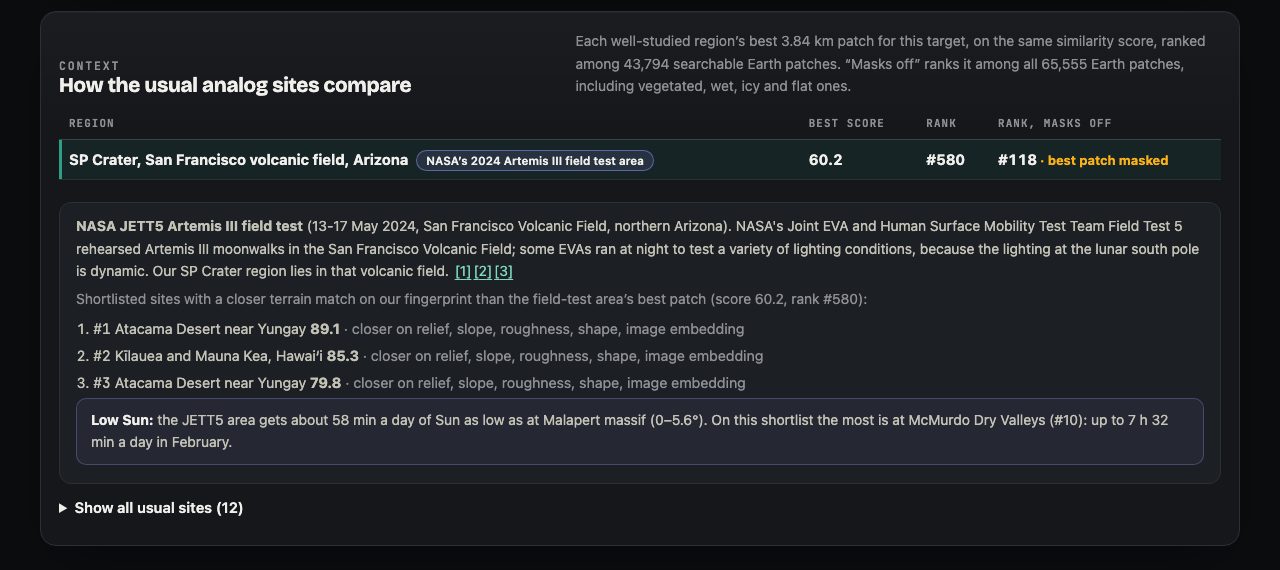 CONTEXT
How the usual analog sites compare
Each well-studied region’s best 3.84 km patch for this target, on the same similarity score, ranked
among 43,794 searchable Earth patches. “Masks off” ranks it among all 65,555 Earth patches,
including vegetated, wet, icy and flat ones.
REGION BEST SCORE RANK RANK, MASKS OFF
SP Crater, San Francisco volcanic field, Arizona NASA’s 2024 Artemis III field test area 60.2 #580 #118 · best patch masked
NASA JETT5 Artemis III field test (13-17 May 2024, San Francisco Volcanic Field, northern Arizona). NASA's Joint EVA and Human Surface Mobility Test Team Field Test 5
rehearsed Artemis III moonwalks in the San Francisco Volcanic Field; some EVAs ran at night to test a variety of lighting conditions, because the lighting at the lunar south pole
is dynamic. Our SP Crater region lies in that volcanic field. [1] [2] [3]
Shortlisted sites with a closer terrain match on our fingerprint than the field-test area’s best patch (score 60.2, rank #580):
1. #1 Atacama Desert near Yungay 89.1 · closer on relief, slope, roughness, shape, image embedding
2. #2 Kīlauea and Mauna Kea, Hawaiʻi 85.3 · closer on relief, slope, roughness, shape, image embedding
3. #3 Atacama Desert near Yungay 79.8 · closer on relief, slope, roughness, shape, image embedding
Low Sun: the JETT5 area gets about 58 min a day of Sun as low as at Malapert massif (0–5.6°). On this shortlist the most is at McMurdo Dry Valleys (#10): up to 7 h 32
min a day in February.
▶ Show all usual sites (12)